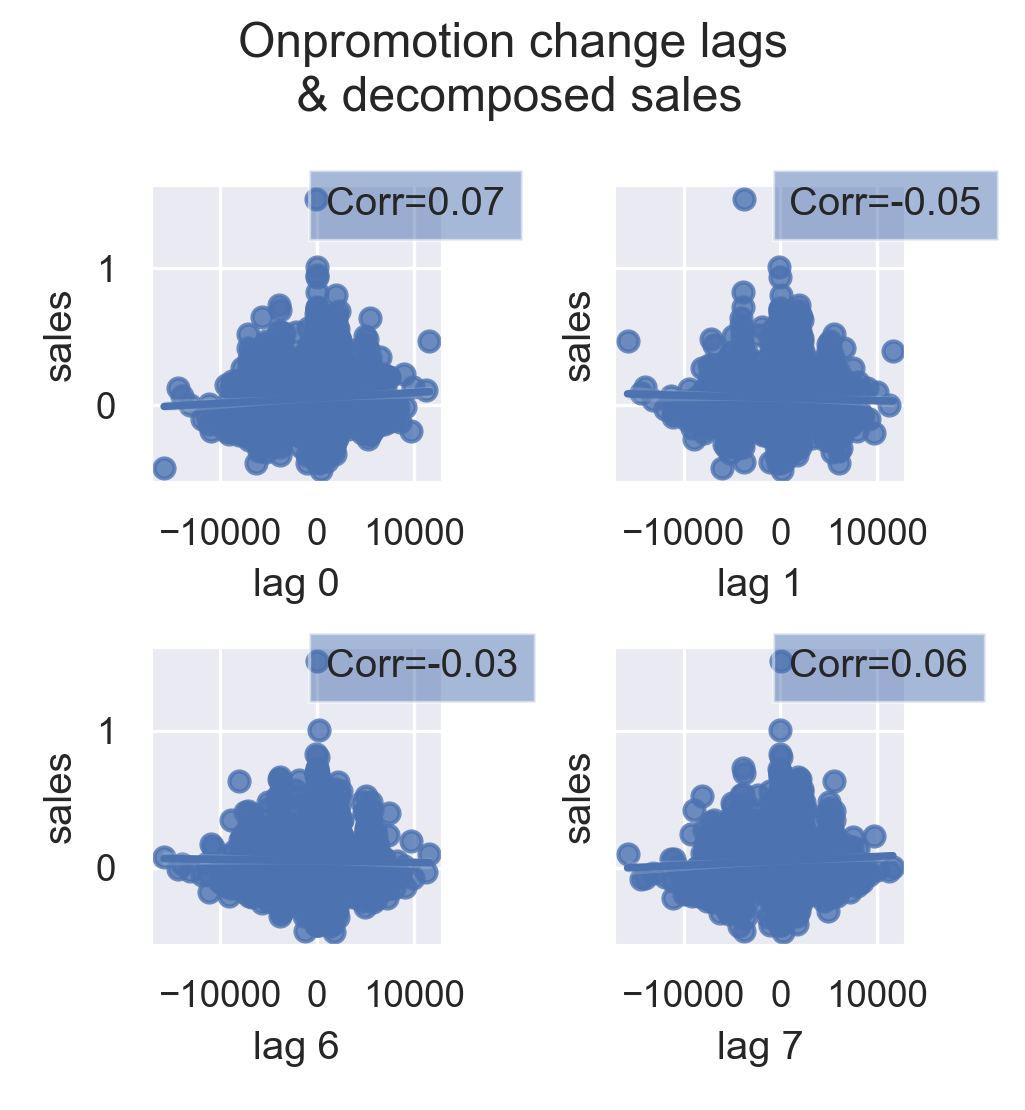 Onpromotion change lags
& decomposed sales
Corr=0.07
Corr=-0.05
1
sales
sales
0
−10000 0 10000
−10000 0 10000
lag 0
lag 1
Corr=-0.03
Corr=0.06
1
sales
sales
0
−10000 0 10000
−10000 0 10000
lag 6
lag 7